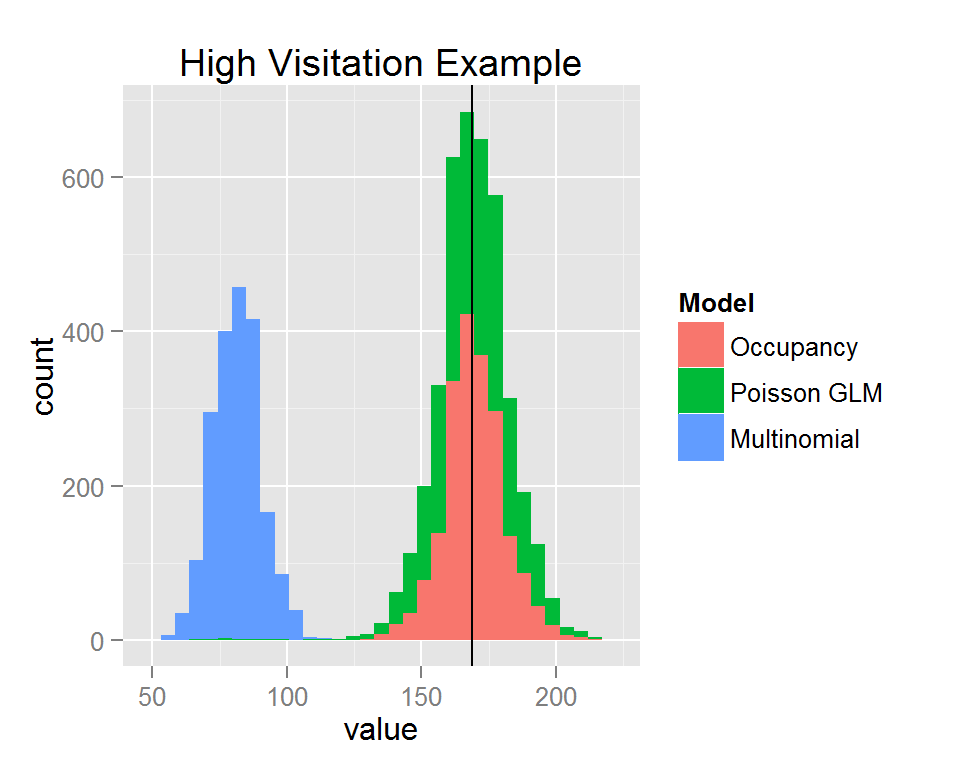 High Visitation Example
count
600
400
200
0
50 100 150 200
value
Model
Occupancy
Poisson GLM
Multinomial